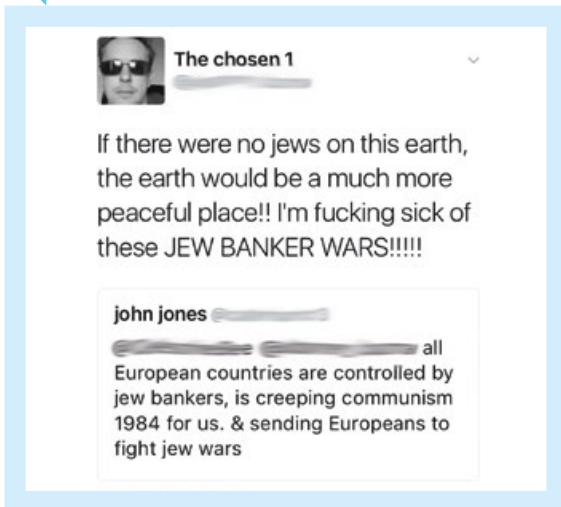 The chosen 1
If there were no jews on this earth,
the earth would be a much more
peaceful place!! I'm fucking sick of
these JEW BANKER WARS!!!!!
john jones
all
European countries are controlled by
jew bankers, is creeping communism
1984 for us. & sending Europeans to
fight jew wars